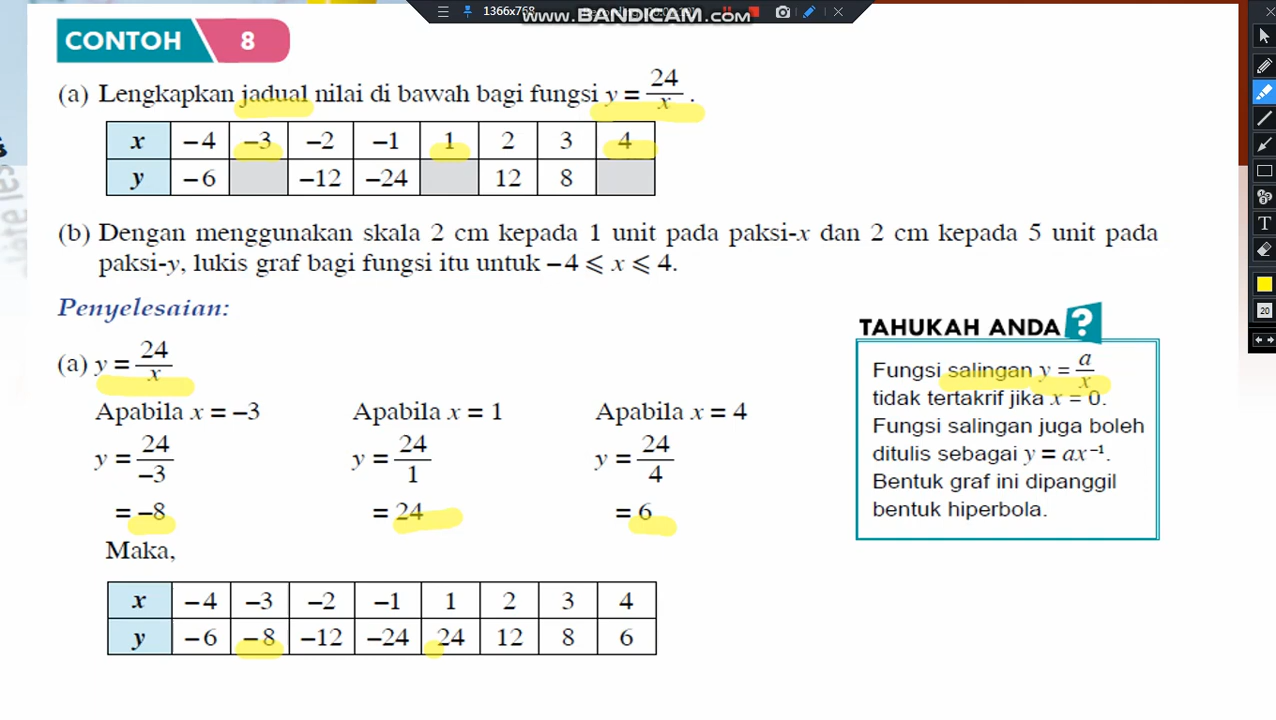 1366x768
www.BANDICAM.com
CONTOH 8
(a) Lengkapkan jadual nilai di bawah bagi fungsi y = 24/x .
x −4 −3 −2 −1 1 2 3 4
y −6 −12 −24 12 8
(b) Dengan menggunakan skala 2 cm kepada 1 unit pada paksi-x dan 2 cm kepada 5 unit pada
paksi-y, lukis graf bagi fungsi itu untuk −4 ⩽ x ⩽ 4.
Penyelesaian:
(a) y = 24/x
Apabila x = −3 Apabila x = 1 Apabila x = 4
y = 24/−3 y = 24/1 y = 24/4
= −8 = 24 = 6
Maka,
x −4 −3 −2 −1 1 2 3 4
y −6 −8 −12 −24 24 12 8 6
TAHUKAH ANDA ?
Fungsi salingan y = a/x
tidak tertakrif jika x = 0.
Fungsi salingan juga boleh
ditulis sebagai y = ax⁻¹.
Bentuk graf ini dipanggil
bentuk hiperbola.
T
20